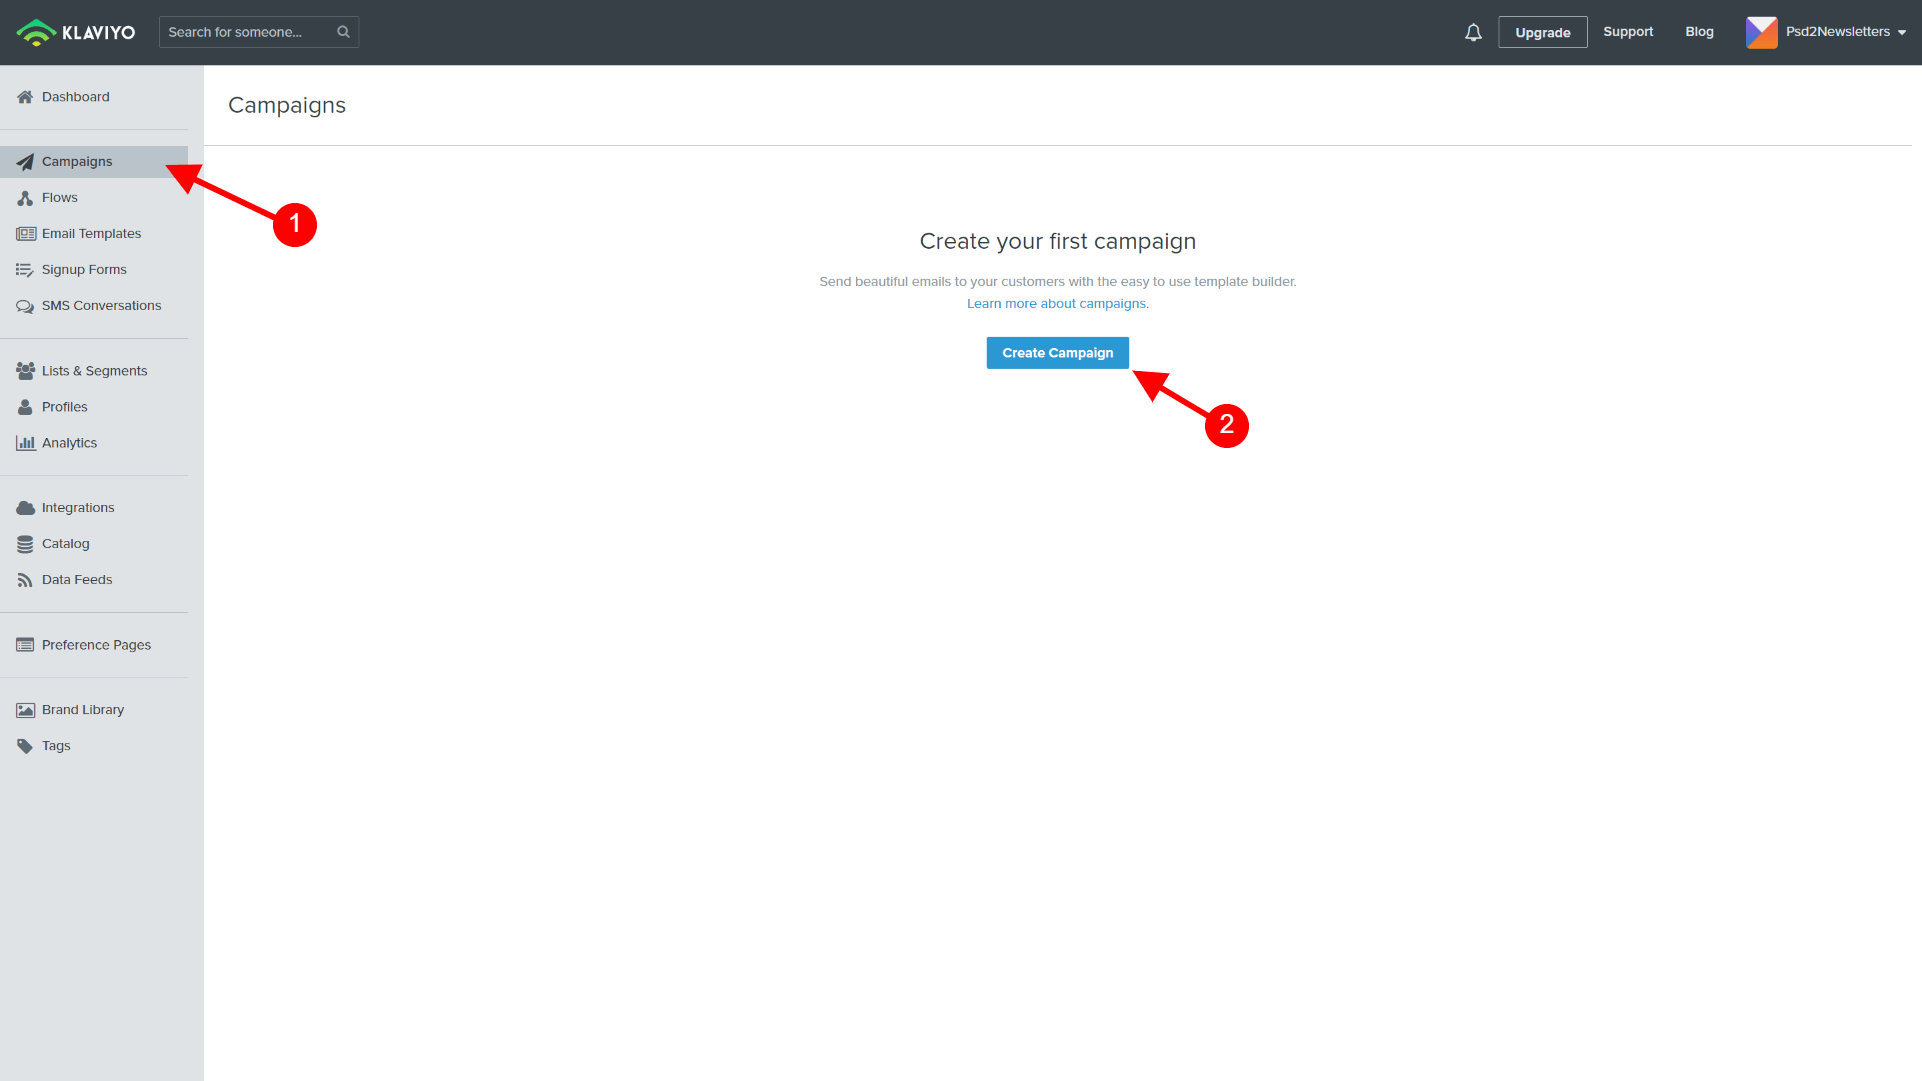 KLAVIYO
Search for someone...
Upgrade
Support
Blog
Psd2Newsletters
Dashboard
Campaigns
Flows
Email Templates
Signup Forms
SMS Conversations
Lists & Segments
Profiles
Analytics
Integrations
Catalog
Data Feeds
Preference Pages
Brand Library
Tags
Campaigns
1
Create your first campaign
Send beautiful emails to your customers with the easy to use template builder.
Learn more about campaigns.
Create Campaign
2